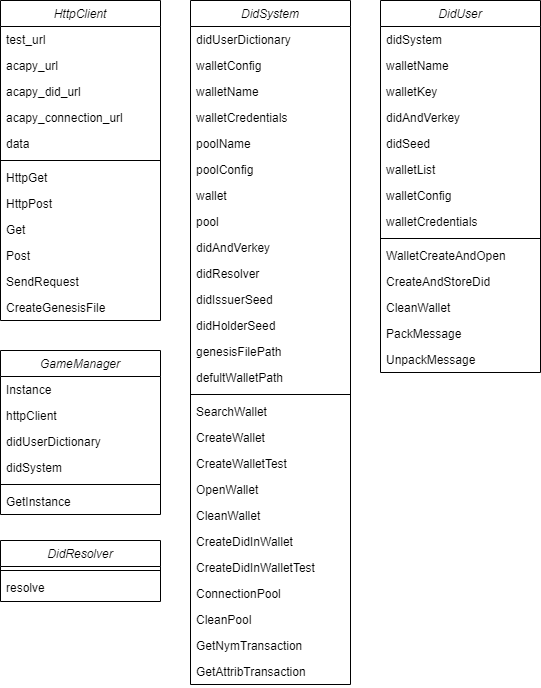 HttpClient
test_url
acapy_url
acapy_did_url
acapy_connection_url
data
HttpGet
HttpPost
Get
Post
SendRequest
CreateGenesisFile
GameManager
Instance
httpClient
didUserDictionary
didSystem
GetInstance
DidResolver
resolve
DidSystem
didUserDictionary
walletConfig
walletName
walletCredentials
poolName
poolConfig
wallet
pool
didAndVerkey
didResolver
didIssuerSeed
didHolderSeed
genesisFilePath
defultWalletPath
SearchWallet
CreateWallet
CreateWalletTest
OpenWallet
CleanWallet
CreateDidInWallet
CreateDidInWalletTest
ConnectionPool
CleanPool
GetNymTransaction
GetAttribTransaction
DidUser
didSystem
walletName
walletKey
didAndVerkey
didSeed
walletList
walletConfig
walletCredentials
WalletCreateAndOpen
CreateAndStoreDid
CleanWallet
PackMessage
UnpackMessage